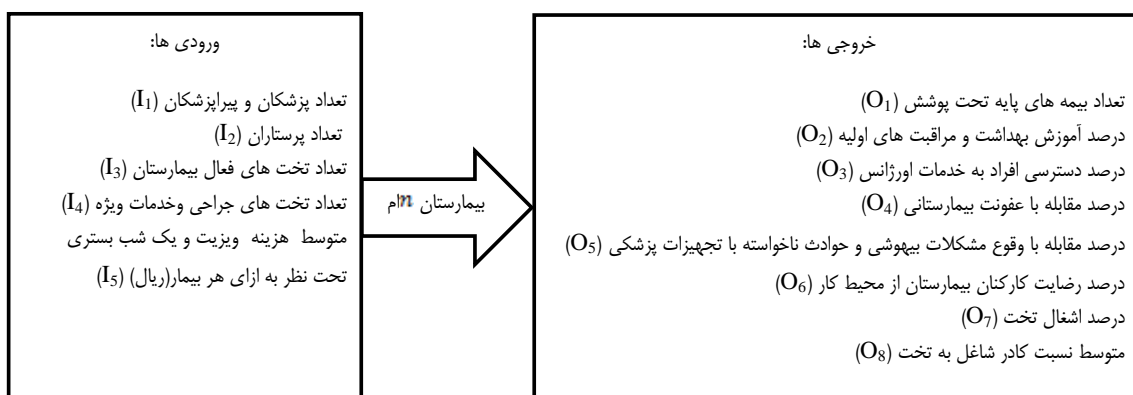 ورودی ها:
تعداد پزشکان و پیراپزشکان (I1)
تعداد پرستاران (I2)
تعداد تخت های فعال بیمارستان (I3)
تعداد تخت های جراحی وخدمات ویژه (I4)
متوسط هزینه ویزیت و یک شب بستری
تحت نظر به ازای هر بیمار(ریال) (I5)
بیمارستان nام
خروجی ها:
تعداد بیمه های پایه تحت پوشش (O1)
درصد آموزش بهداشت و مراقبت های اولیه (O2)
درصد دسترسی افراد به خدمات اورژانس (O3)
درصد مقابله با عفونت بیمارستانی (O4)
درصد مقابله با وقوع مشکلات بیهوشی و حوادث ناخواسته با تجهیزات پزشکی (O5)
درصد رضایت کارکنان بیمارستان از محیط کار (O6)
درصد اشغال تخت (O7)
متوسط نسبت کادر شاغل به تخت (O8)